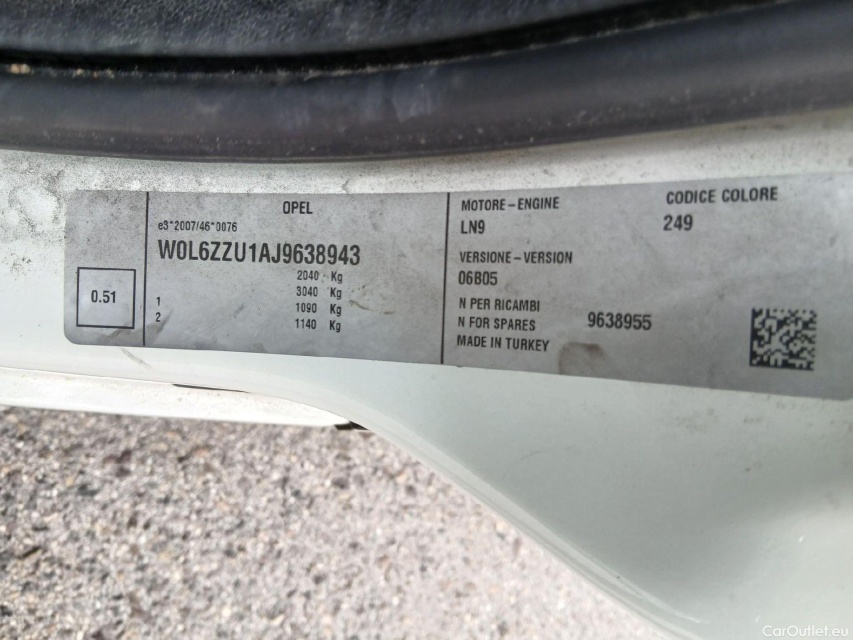 OPEL
e3*2007/46*0076
W0L6ZZU1AJ9638943
2040 Kg
3040 Kg
1 1090 Kg
2 1140 Kg
0.51
MOTORE-ENGINE
LN9
VERSIONE-VERSION
06B05
N PER RICAMBI
N FOR SPARES 9638955
MADE IN TURKEY
CODICE COLORE
249
CarOutlet.eu